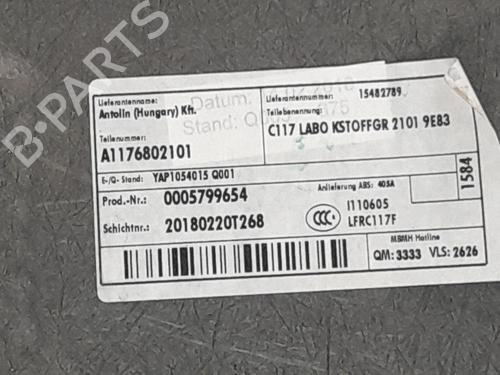 B-PARTS
Datum:
Stand:
Lieferantenname:
Antolin (Hungary) Kft.
15482789
Teilebenennung:
C117 LABO KSTOFFGR 2101 9E83
Teilenummer:
A1176802101
E-/Q- Stand: YAP1054015 Q001
Prod.-Nr.: 0005799654
Anlieferung ABS: 405A
1584
Schichtnr.: 20180220T268
CCC
I110605
LFRC117F
MBMH Hotline
QM: 3333 VLS: 2626